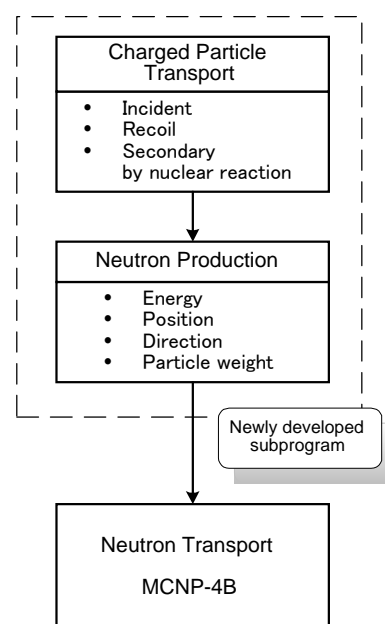 Charged Particle
Transport
• Incident
• Recoil
• Secondary
by nuclear reaction
Neutron Production
• Energy
• Position
• Direction
• Particle weight
Newly developed
subprogram
Neutron Transport
MCNP-4B